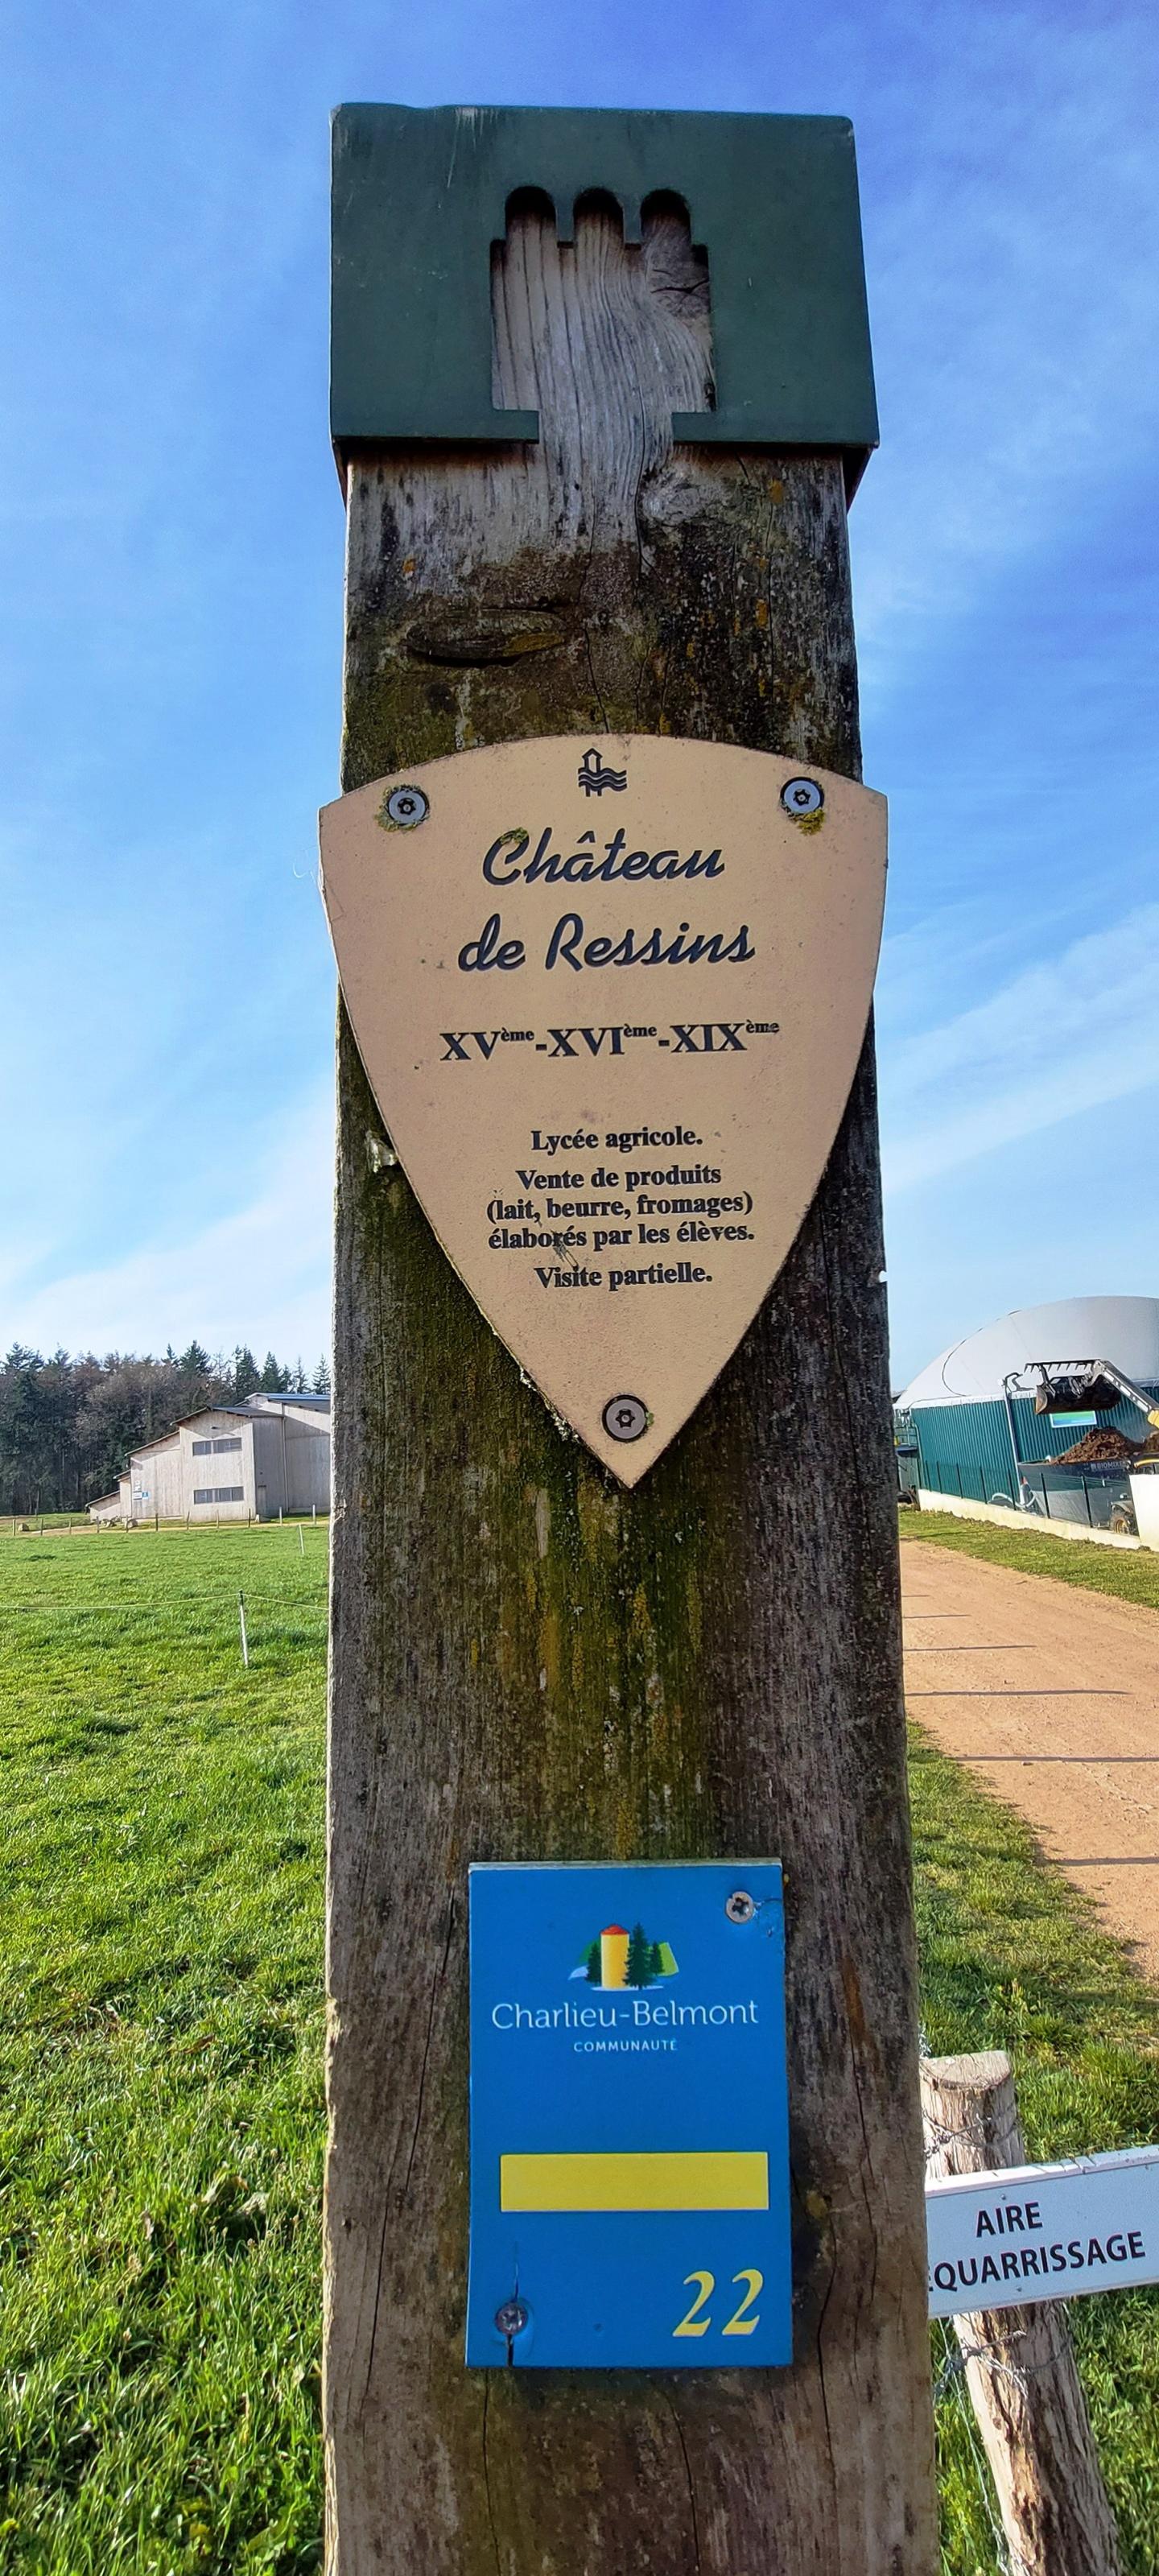 Château
de Ressins
XVème-XVIème-XIXème
Lycée agricole.
Vente de produits
(lait, beurre, fromages)
élaborés par les élèves.
Visite partielle.
Charlieu-Belmont
COMMUNAUTÉ
22
AIRE
QUARRISSAGE